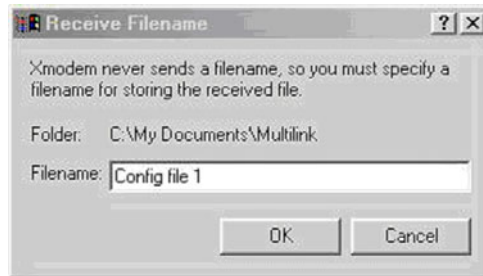 Receive Filename
Xmodem never sends a filename, so you must specify a
filename for storing the received file.
Folder: C:\My Documents\Multilink
Filename: Config file 1
OK Cancel